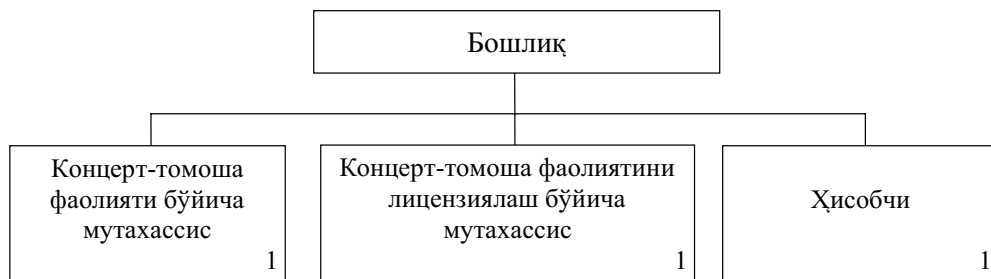 Бошлиқ
Концерт-томоша
фаолияти бўйича
мутахассис
1
Концерт-томоша фаолиятини
лицензиялаш бўйича
мутахассис
1
Ҳисобчи
1